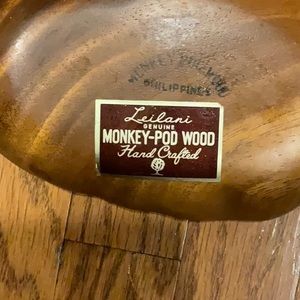 MONKEY POD WOOD
PHILIPPINES
Leilani
GENUINE
MONKEY-POD WOOD
Hand Crafted